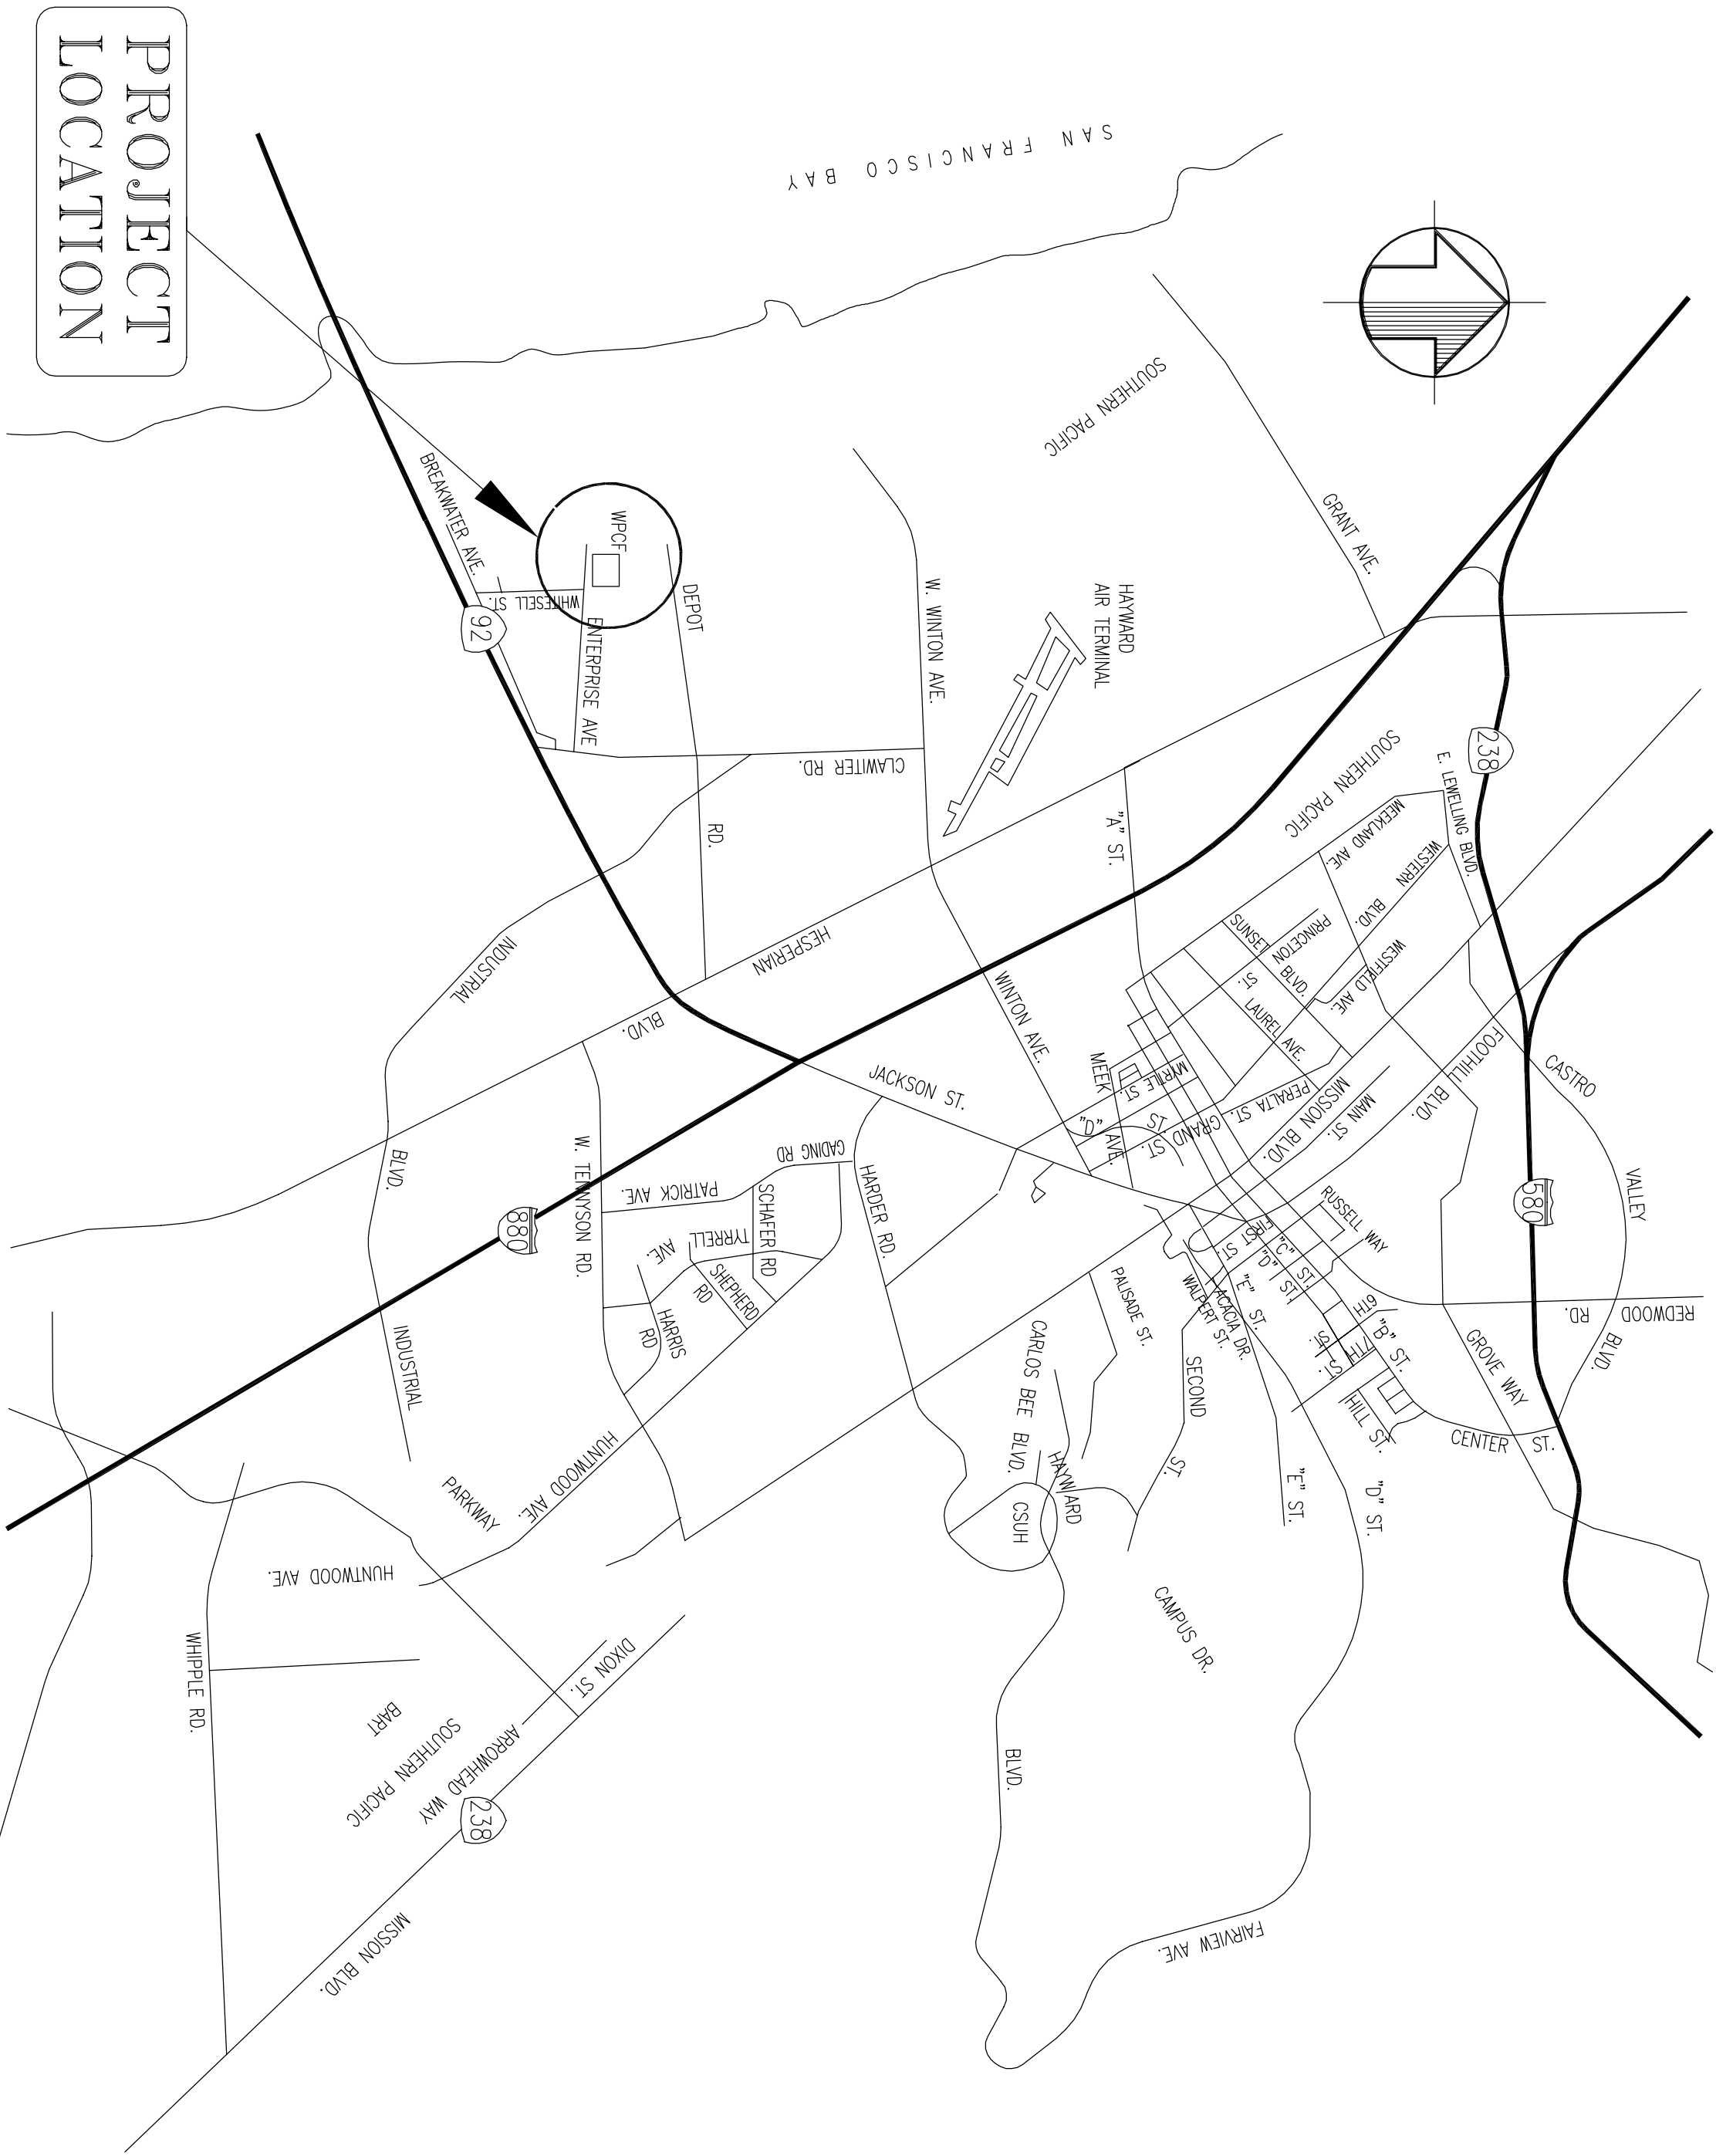 PROJECT
LOCATION
SAN FRANCISCO BAY
SOUTHERN PACIFIC
GRANT AVE.
BREAKWATER AVE.
WPCF
WHITESELL ST.
92
ENTERPRISE AVE
DEPOT
RD.
W. WINTON AVE.
HAYWARD
AIR TERMINAL
CLAWITER RD.
238
E. LEWELLING BLVD.
SOUTHERN PACIFIC
MEEKLAND AVE.
WESTERN
BLVD.
"A" ST.
SUNSET
BLVD.
PRINCETON
ST.
WESTFIELD AVE.
LAUREL AVE.
HESPERIAN
BLVD.
INDUSTRIAL
BLVD.
WINTON AVE.
MEEK
AVE.
MYRTLE ST.
"D"
ST.
GRAND ST.
PERALTA ST.
MISSION BLVD.
MAIN
ST.
FOOTHILL
BLVD.
CASTRO
VALLEY
BLVD.
JACKSON ST.
580
880
W. TENNYSON RD.
GADING RD
PATRICK AVE.
SCHAFER RD
TYRRELL
AVE.
SHEPHERD
RD
HARRIS
RD
HARDER RD.
RUSSELL WAY
FIRST ST.
"C"
ST.
"D" ST.
"E"
ST.
ACACIA DR.
WALPERT ST.
PALISADE ST.
SECOND
ST.
6TH
ST.
7TH
ST.
"B"
ST.
HILL ST.
REDWOOD
RD.
GROVE WAY
CENTER ST.
CARLOS BEE BLVD.
HAYWARD
CSUH
"E" ST.
"D" ST.
INDUSTRIAL
PARKWAY
HUNTWOOD AVE.
HUNTWOOD AVE.
WHIPPLE RD.
DIXON ST.
BART
SOUTHERN PACIFIC
ARROWHEAD WAY
238
CAMPUS DR.
BLVD.
FAIRVIEW AVE.
MISSION BLVD.